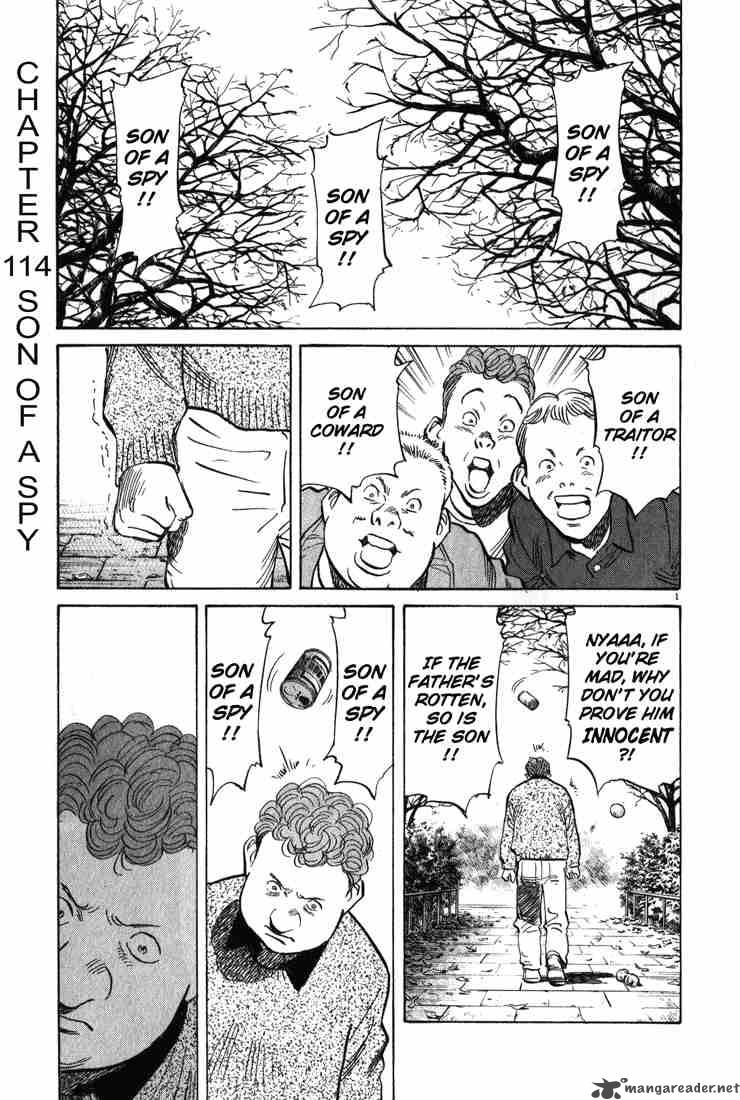 CHAPTER 114 SON OF A SPY
SON
OF A
SPY
!!
SON
OF A
SPY
!!
SON
OF A
SPY
!!
SON
OF A
TRAITOR
!!
SON
OF A
COWARD
!!
1
NYAAA, IF
YOU'RE
MAD, WHY
DON'T YOU
PROVE HIM
INNOCENT
?!
IF THE
FATHER'S
ROTTEN,
SO IS
THE SON
!!
SON
OF A
SPY
!!
SON
OF A
SPY
!!
mangareader.net